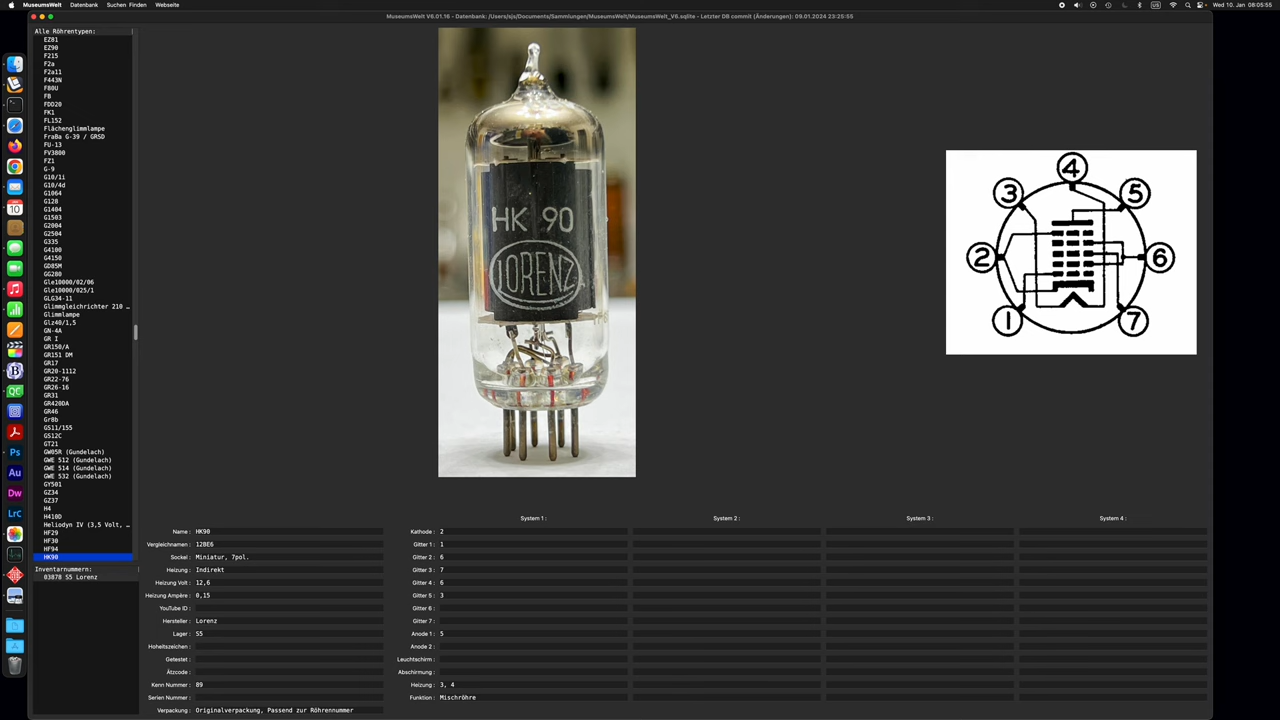 MuseumsWelt Datenbank Suchen Finden Webseite
US Wed 10. Jan 08:05:55
MuseumsWelt V6.01.16 - Datenbank: /Users/sjs/Documents/Sammlungen/MuseumsWelt/MuseumsWelt_V6.sqlite - Letzter DB commit (Änderungen): 09.01.2024 23:25:55
Alle Röhrentypen:
EZ81
EZ90
F215
F2a
F2a11
F443N
F80U
FB
FDD20
FK1
FL152
Flächenglimmlampe
FraBa G-39 / GRSD
FU-13
FV3800
FZ1
G-9
G10/1i
G10/4d
G1064
G128
G1404
G1503
G2004
G2504
G335
G4100
G4150
GD85M
GG280
Gle10000/02/06
Gle10000/025/1
GLG34-11
Glimmgleichrichter 210 …
Glimmlampe
Glz40/1,5
GN-4A
GR I
GR150/A
GR151 DM
GR17
GR20-1112
GR22-76
GR26-16
GR31
GR420DA
GR46
Gr8b
GS11/155
GS12C
GT21
GW05R (Gundelach)
GWE 512 (Gundelach)
GWE 514 (Gundelach)
GWE 532 (Gundelach)
GY501
GZ34
GZ37
H4
H410D
Heliodyn IV (3,5 Volt, …
HF29
HF30
HF94
HK90
Inventarnummern:
03878 S5 Lorenz
HK 90
LORENZ
4
3
5
2
6
1
7
System 1 : System 2 : System 3 : System 4 :
Name : HK90 Kathode : 2
Vergleichnamen : 12BE6 Gitter 1 : 1
Sockel : Miniatur, 7pol. Gitter 2 : 6
Heizung : Indirekt Gitter 3 : 7
Heizung Volt : 12,6 Gitter 4 : 6
Heizung Ampère : 0,15 Gitter 5 : 3
YouTube ID : Gitter 6 :
Hersteller : Lorenz Gitter 7 :
Lager : S5 Anode 1 : 5
Hoheitszeichen : Anode 2 :
Getestet : Leuchtschirm :
Ätzcode : Abschirmung :
Kenn Nummer : 89 Heizung : 3, 4
Serien Nummer : Funktion : Mischröhre
Verpackung : Originalverpackung, Passend zur Röhrennummer